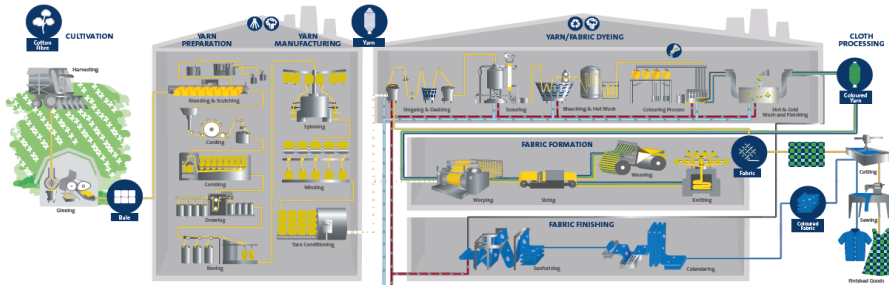 Cotton
Fibre
CULTIVATION
Harvesting
Ginning
Bale
YARN
PREPARATION
Blending & Scutching
Carding
Combing
Drawing
Roving
YARN
MANUFACTURING
Spinning
Winding
Yarn Conditioning
Yarn
YARN/FABRIC DYEING
Singeing & Desizing
Scouring
Bleaching & Hot Wash
Colouring Process
Hot & Cold
Wash and Finishing
FABRIC FORMATION
Warping
Sizing
Weaving
Knitting
Fabric
FABRIC FINISHING
Sanforizing
Calendering
Coloured
Fabric
CLOTH
PROCESSING
Coloured
Yarn
Cutting
Sewing
Finished Goods